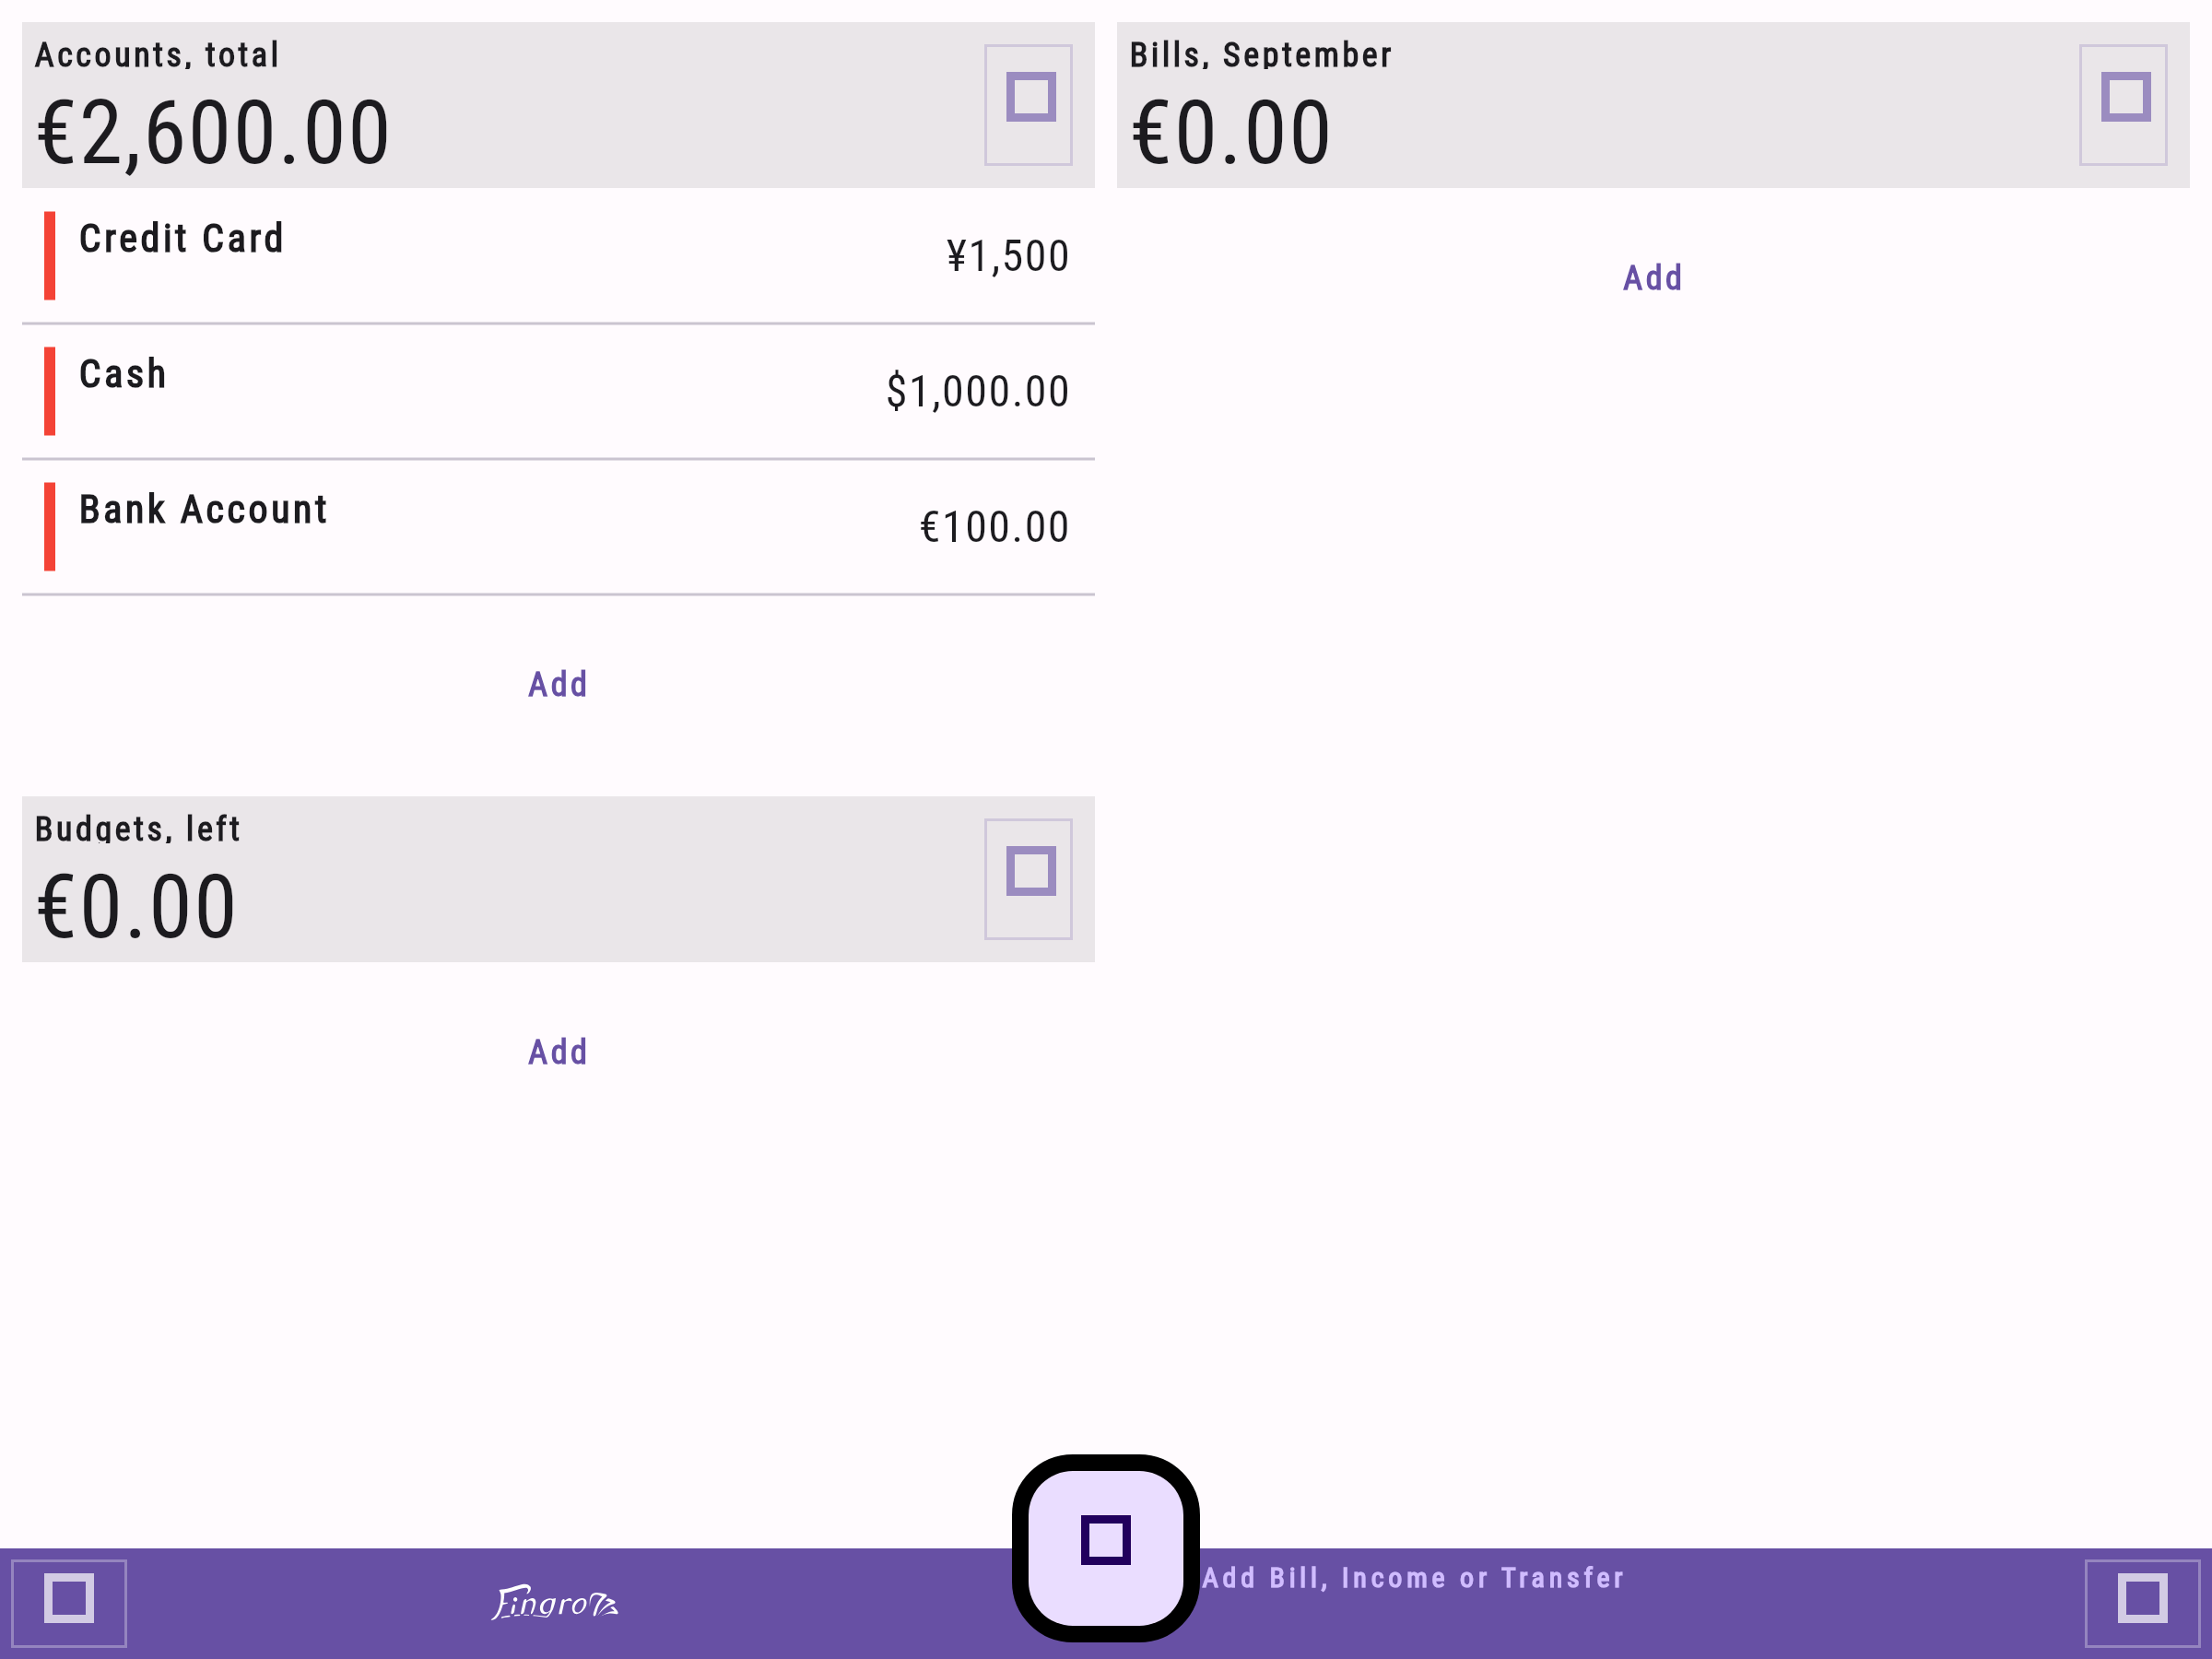 Accounts, total
€2,600.00
Credit Card
¥1,500
Cash
$1,000.00
Bank Account
€100.00
Add
Budgets, left
€0.00
Add
Bills, September
€0.00
Add
Add Bill, Income or Transfer